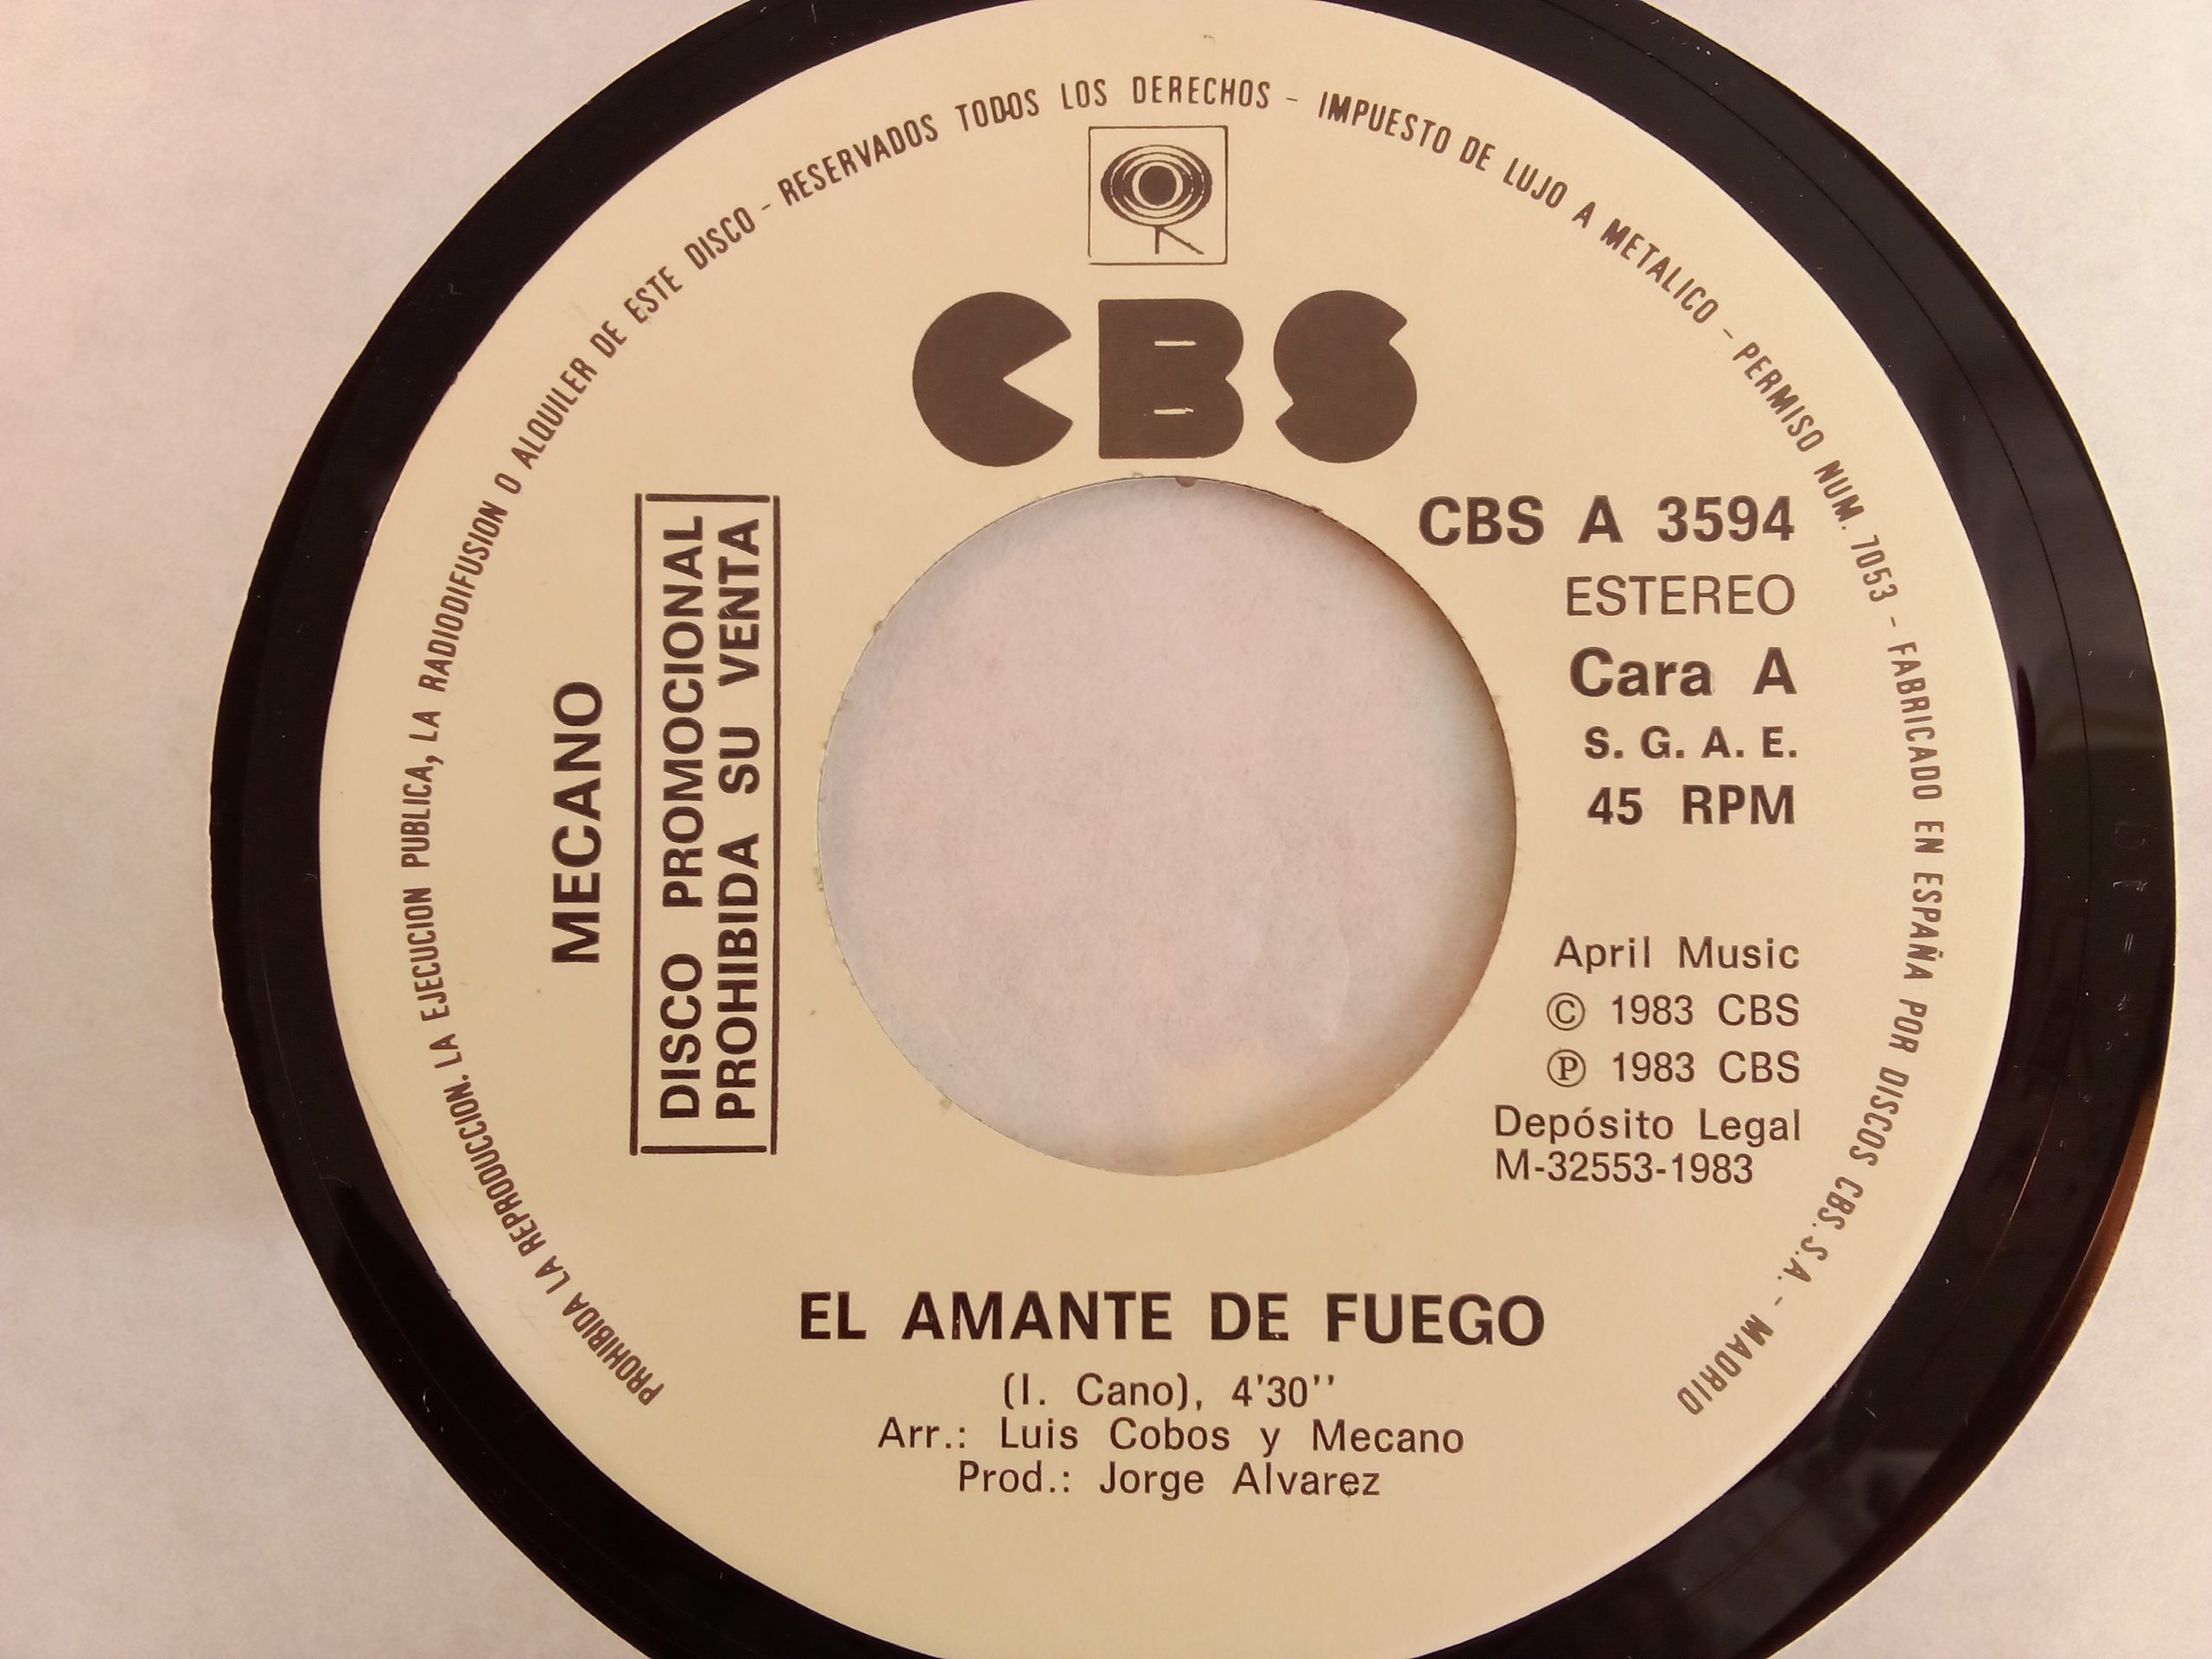 PROHIBIDA LA REPRODUCCION. LA EJECUCION PUBLICA, LA RADIODIFUSION O ALQUILER DE ESTE DISCO - RESERVADOS TODOS LOS DERECHOS - IMPUESTO DE LUJO A METALICO - PERMISO NUM. 7053 - FABRICADO EN ESPAÑA POR DISCOS CBS. S.A. - MADRID
CBS
MECANO
DISCO PROMOCIONAL
PROHIBIDA SU VENTA
CBS A 3594
ESTEREO
Cara A
S. G. A. E.
45 RPM
April Music
© 1983 CBS
℗ 1983 CBS
Depósito Legal
M-32553-1983
EL AMANTE DE FUEGO
(I. Cano), 4'30''
Arr.: Luis Cobos y Mecano
Prod.: Jorge Alvarez